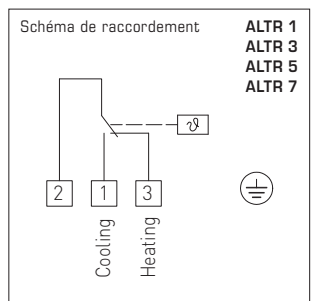 Schéma de raccordement
ALTR 1
ALTR 3
ALTR 5
ALTR 7
ϑ
2 1 3
Cooling
Heating